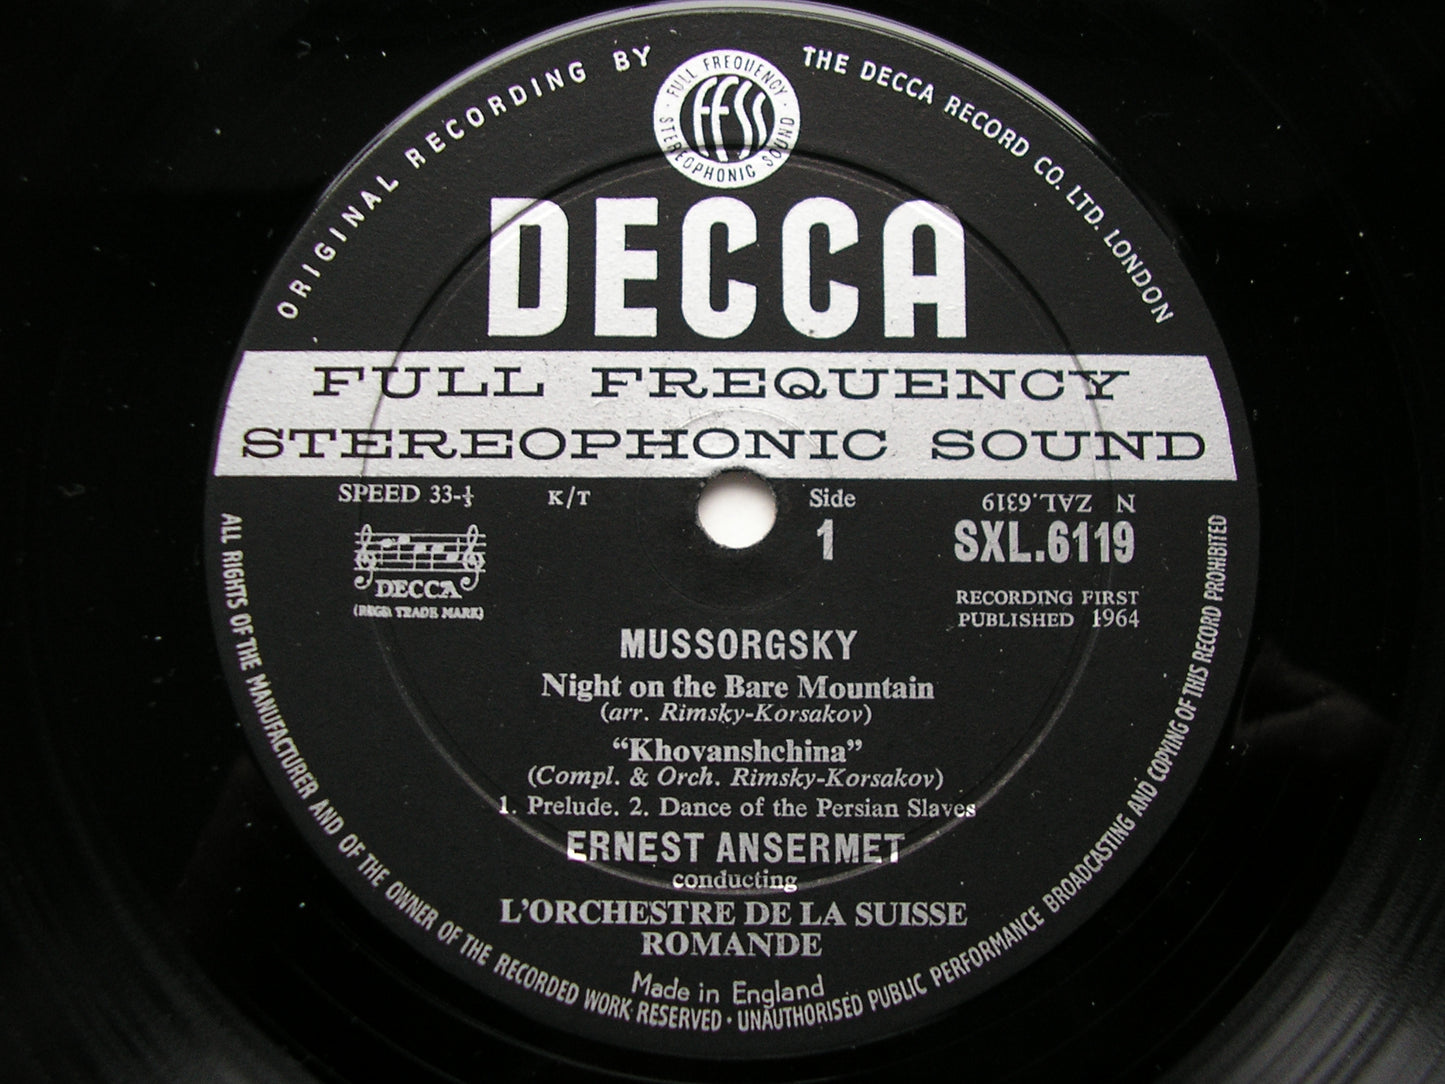 ORIGINAL RECORDING BY
THE DECCA RECORD CO. LTD. LONDON
FULL FREQUENCY
FFSS
STEREOPHONIC SOUND
DECCA
FULL FREQUENCY
STEREOPHONIC SOUND
SPEED 33-⅓
K/T
Side
1
N ZAL.6319
SXL.6119
DECCA
(REGD. TRADE MARK)
RECORDING FIRST
PUBLISHED 1964
MUSSORGSKY
Night on the Bare Mountain
(arr. Rimsky-Korsakov)
“Khovanshchina”
(Compl. & Orch. Rimsky-Korsakov)
1. Prelude. 2. Dance of the Persian Slaves
ERNEST ANSERMET
conducting
L'ORCHESTRE DE LA SUISSE
ROMANDE
Made in England
ALL RIGHTS OF THE MANUFACTURER AND OF THE OWNER OF THE RECORDED WORK RESERVED · UNAUTHORISED PUBLIC PERFORMANCE BROADCASTING AND COPYING OF THIS RECORD PROHIBITED